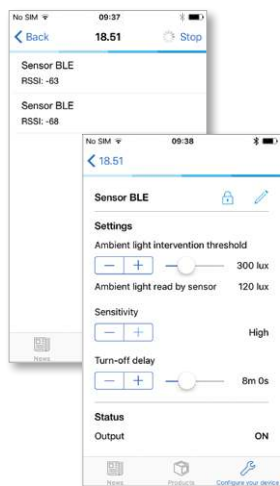 No SIM 09:37
Back 18.51 Stop
Sensor BLE
RSSI: -63
Sensor BLE
RSSI: -68
News
No SIM 09:38
18.51
Sensor BLE
Settings
Ambient light intervention threshold
− + 300 lux
Ambient light read by sensor 120 lux
Sensitivity
− + High
Turn-off delay
− + 8m 0s
Status
Output ON
News Products Configure your device